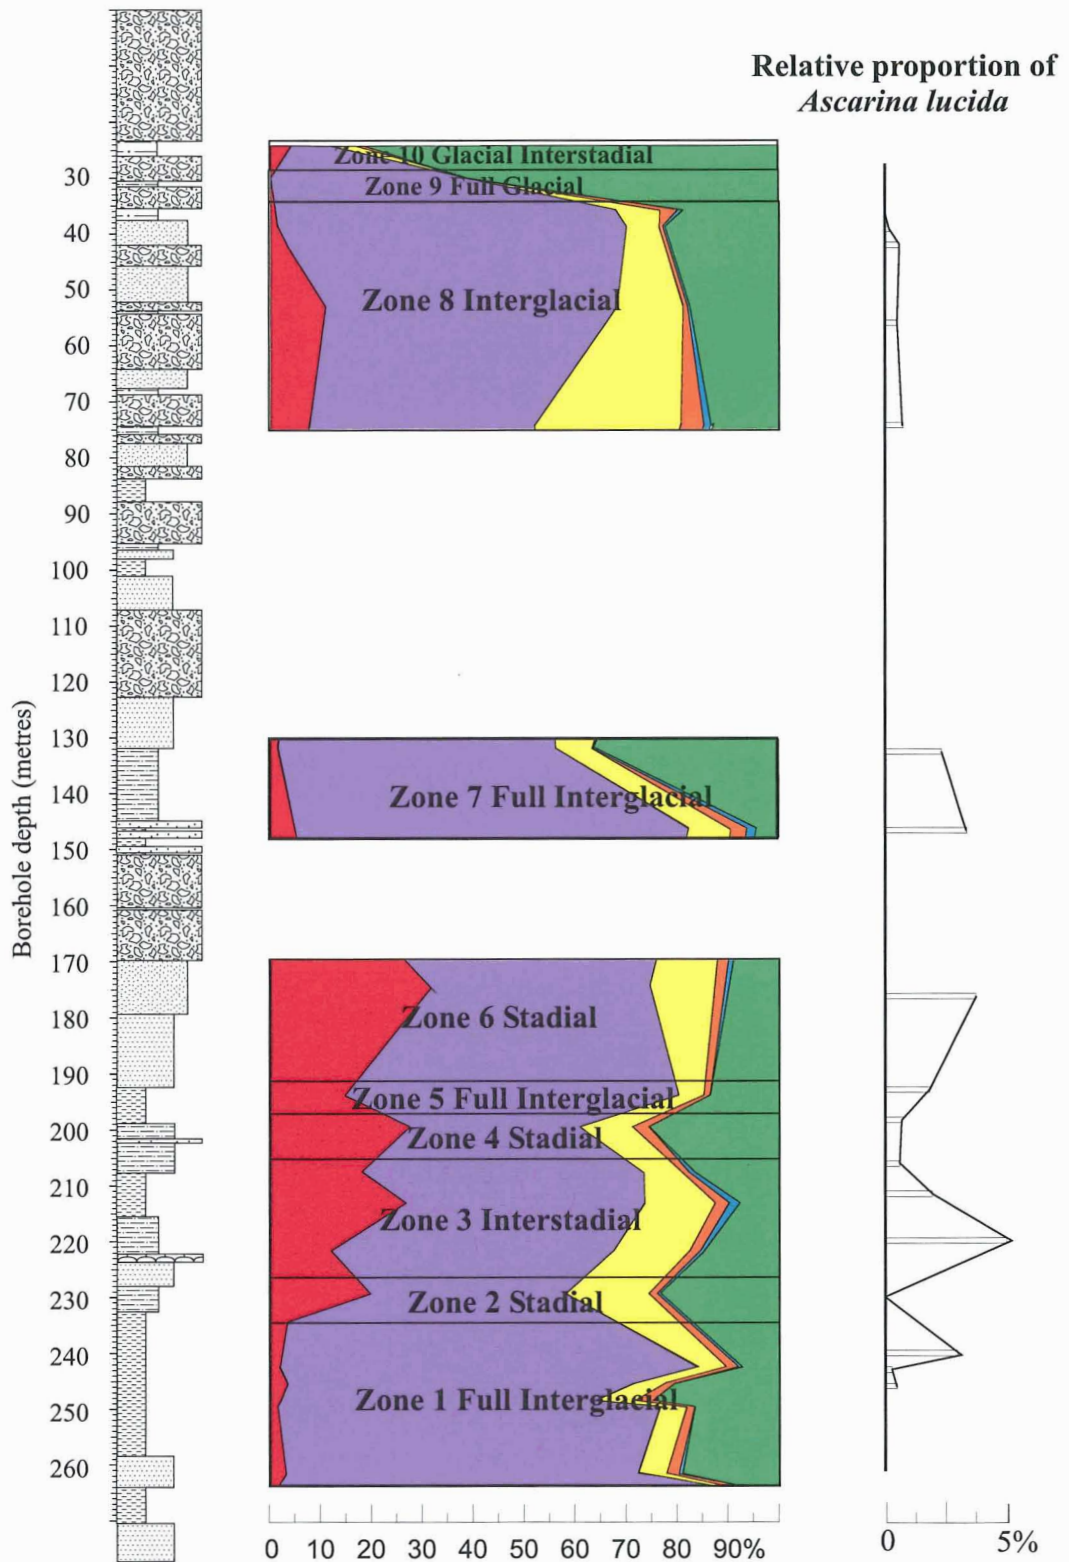 Relative proportion of
Ascarina lucida
Zone 10 Glacial Interstadial
Zone 9 Full Glacial
Zone 8 Interglacial
Zone 7 Full Interglacial
Zone 6 Stadial
Zone 5 Full Interglacial
Zone 4 Stadial
Zone 3 Interstadial
Zone 2 Stadial
Zone 1 Full Interglacial
Borehole depth (metres)
30
40
50
60
70
80
90
100
110
120
130
140
150
160
170
180
190
200
210
220
230
240
250
260
0 10 20 30 40 50 60 70 80 90%
0 5%